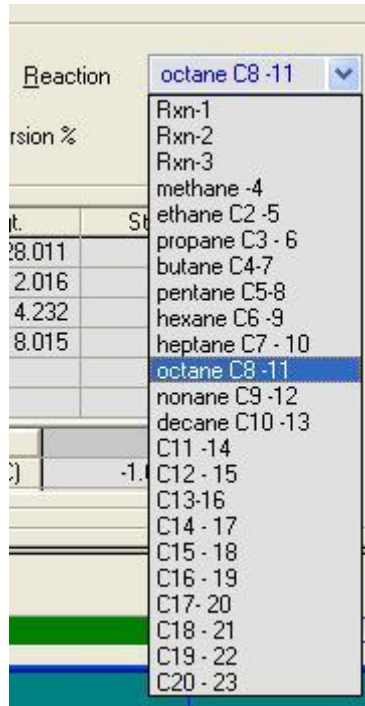 Reaction octane C8 -11
rsion %
Rxn-1
Rxn-2
Rxn-3
methane -4
ethane C2 -5
propane C3 - 6
butane C4-7
pentane C5-8
hexane C6 -9
heptane C7 - 10
octane C8 -11
nonane C9 -12
decane C10 -13
C11 -14
C12 - 15
C13-16
C14 - 17
C15 - 18
C16 - 19
C17- 20
C18 - 21
C19 - 22
C20 - 23
St
28.011
2.016
4.232
8.015